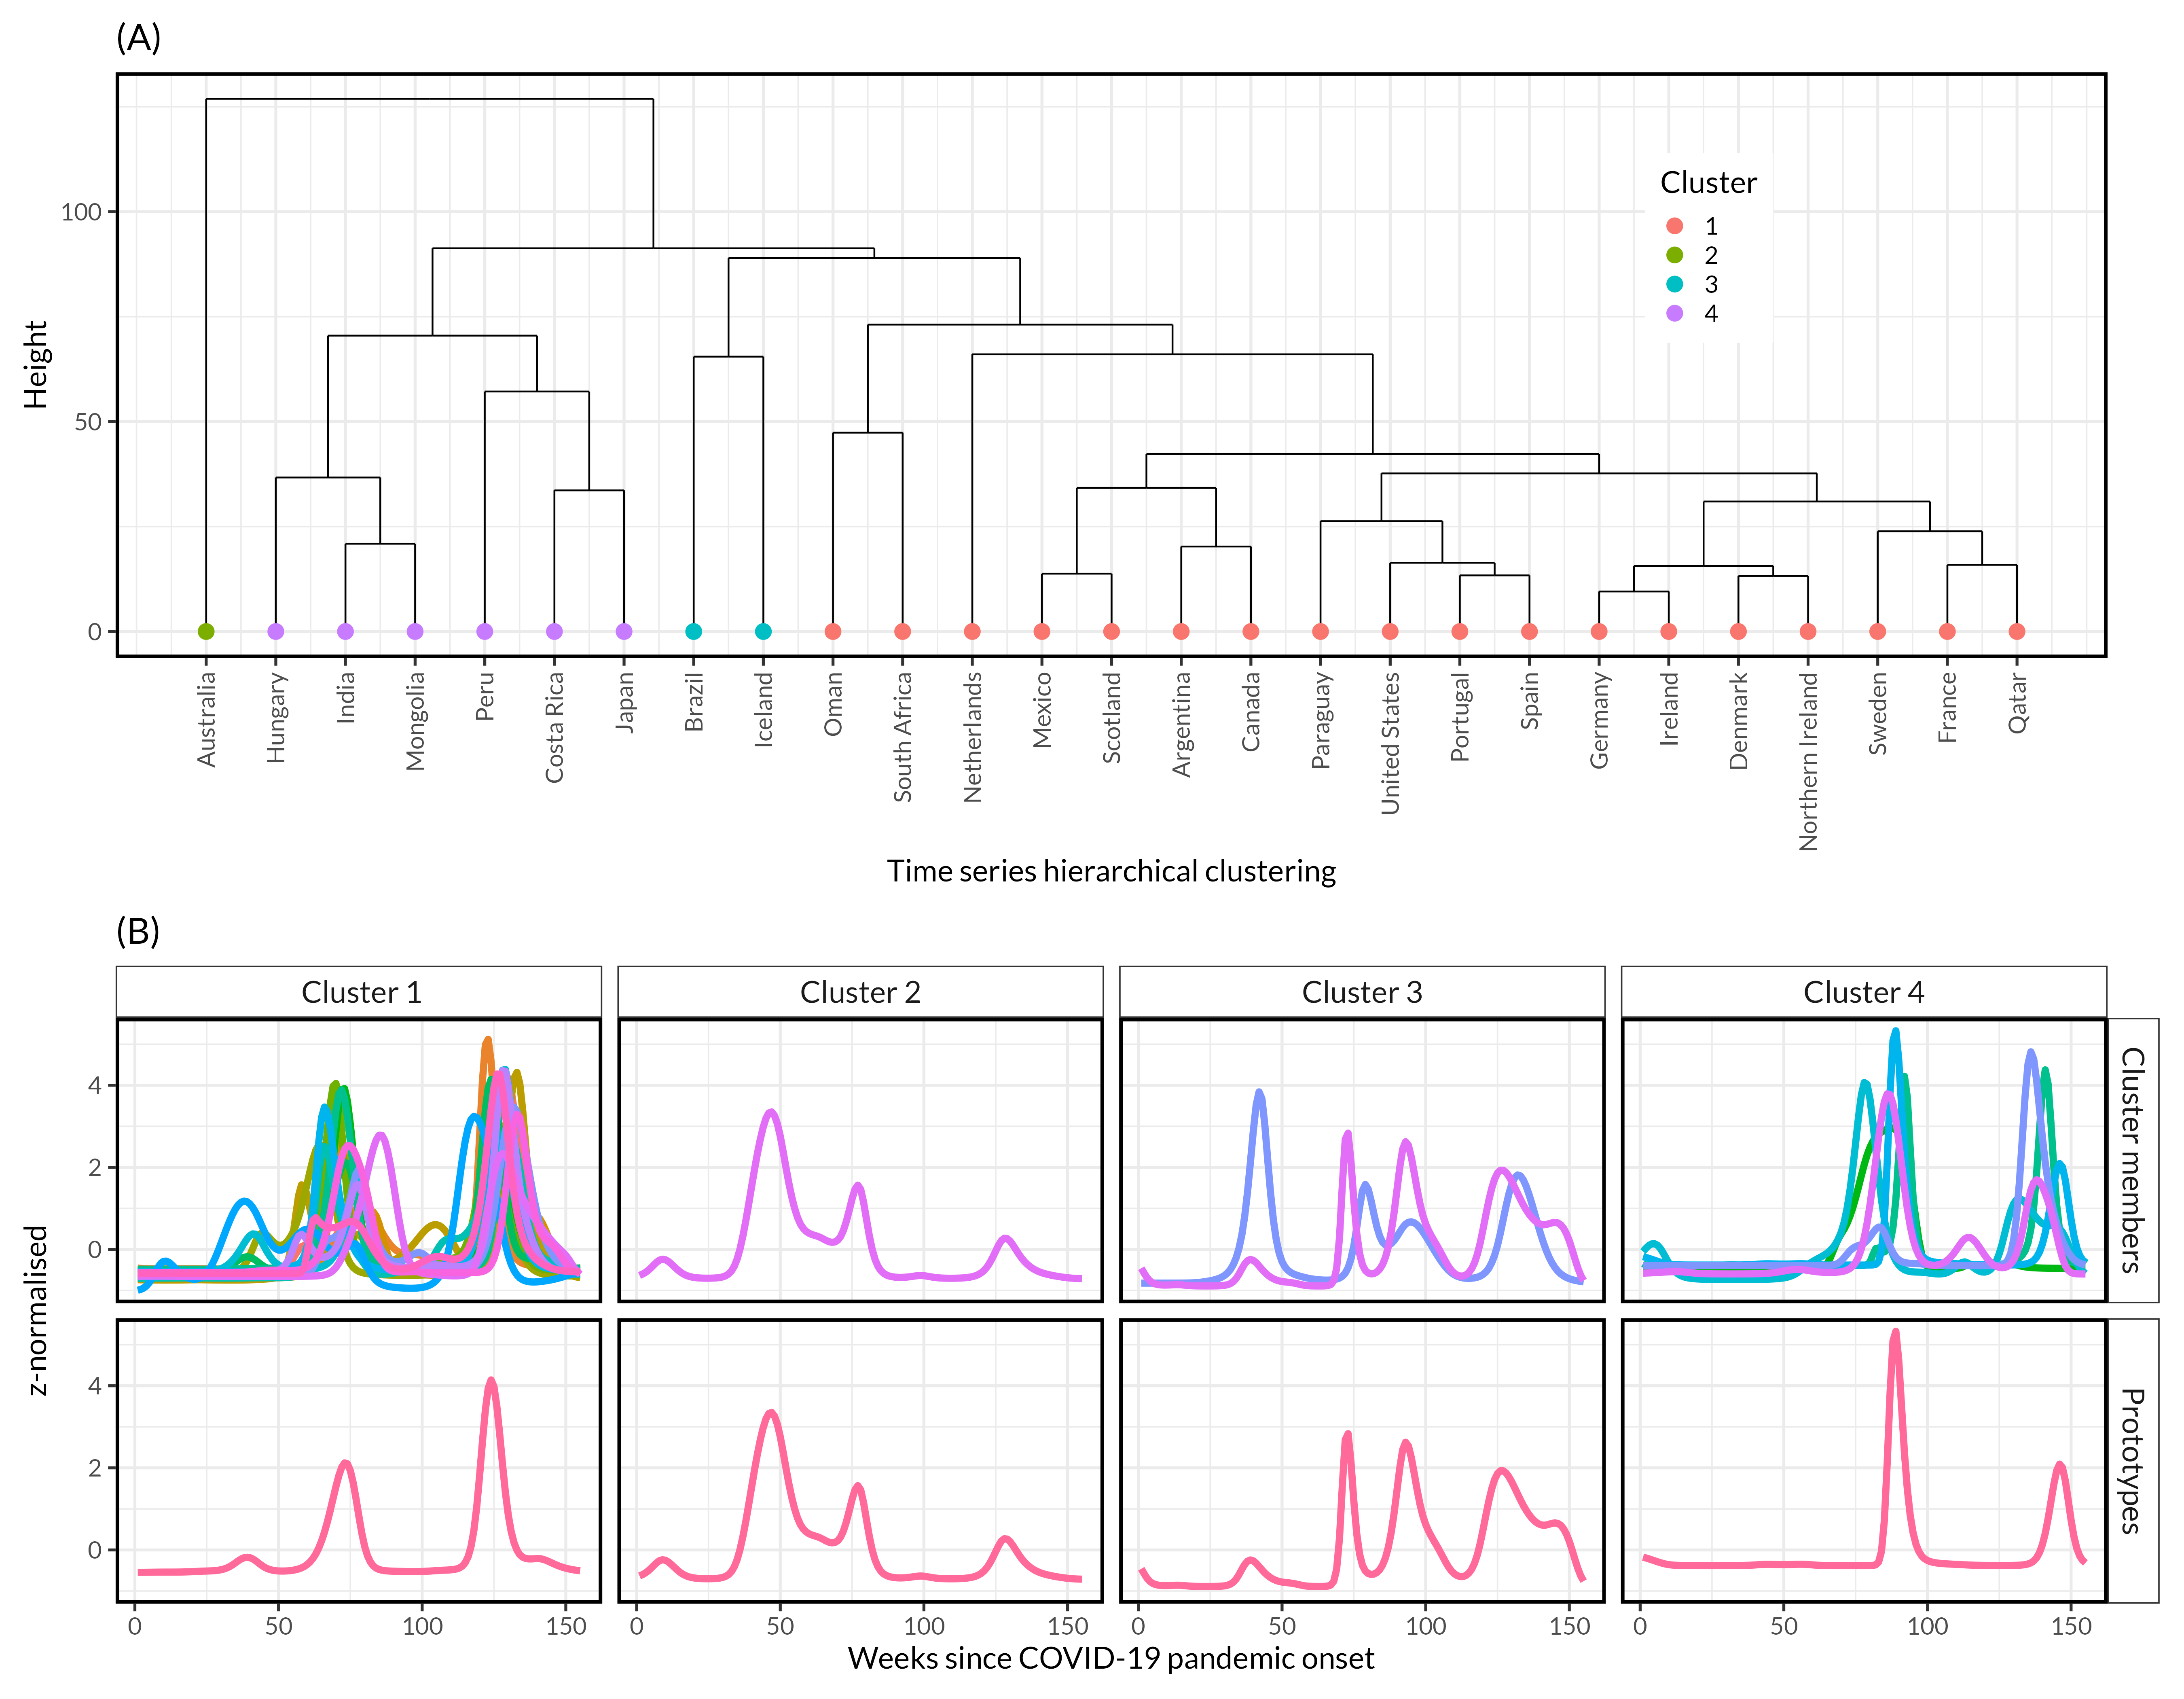 (A)
Height
100
50
0
Cluster
1
2
3
4
Australia
Hungary
India
Mongolia
Peru
Costa Rica
Japan
Brazil
Iceland
Oman
South Africa
Netherlands
Mexico
Scotland
Argentina
Canada
Paraguay
United States
Portugal
Spain
Germany
Ireland
Denmark
Northern Ireland
Sweden
France
Qatar
Time series hierarchical clustering
(B)
Cluster 1
Cluster 2
Cluster 3
Cluster 4
z-normalised
4
2
0
Cluster members
4
2
0
Prototypes
0 50 100 150
0 50 100 150
0 50 100 150
0 50 100 150
Weeks since COVID-19 pandemic onset